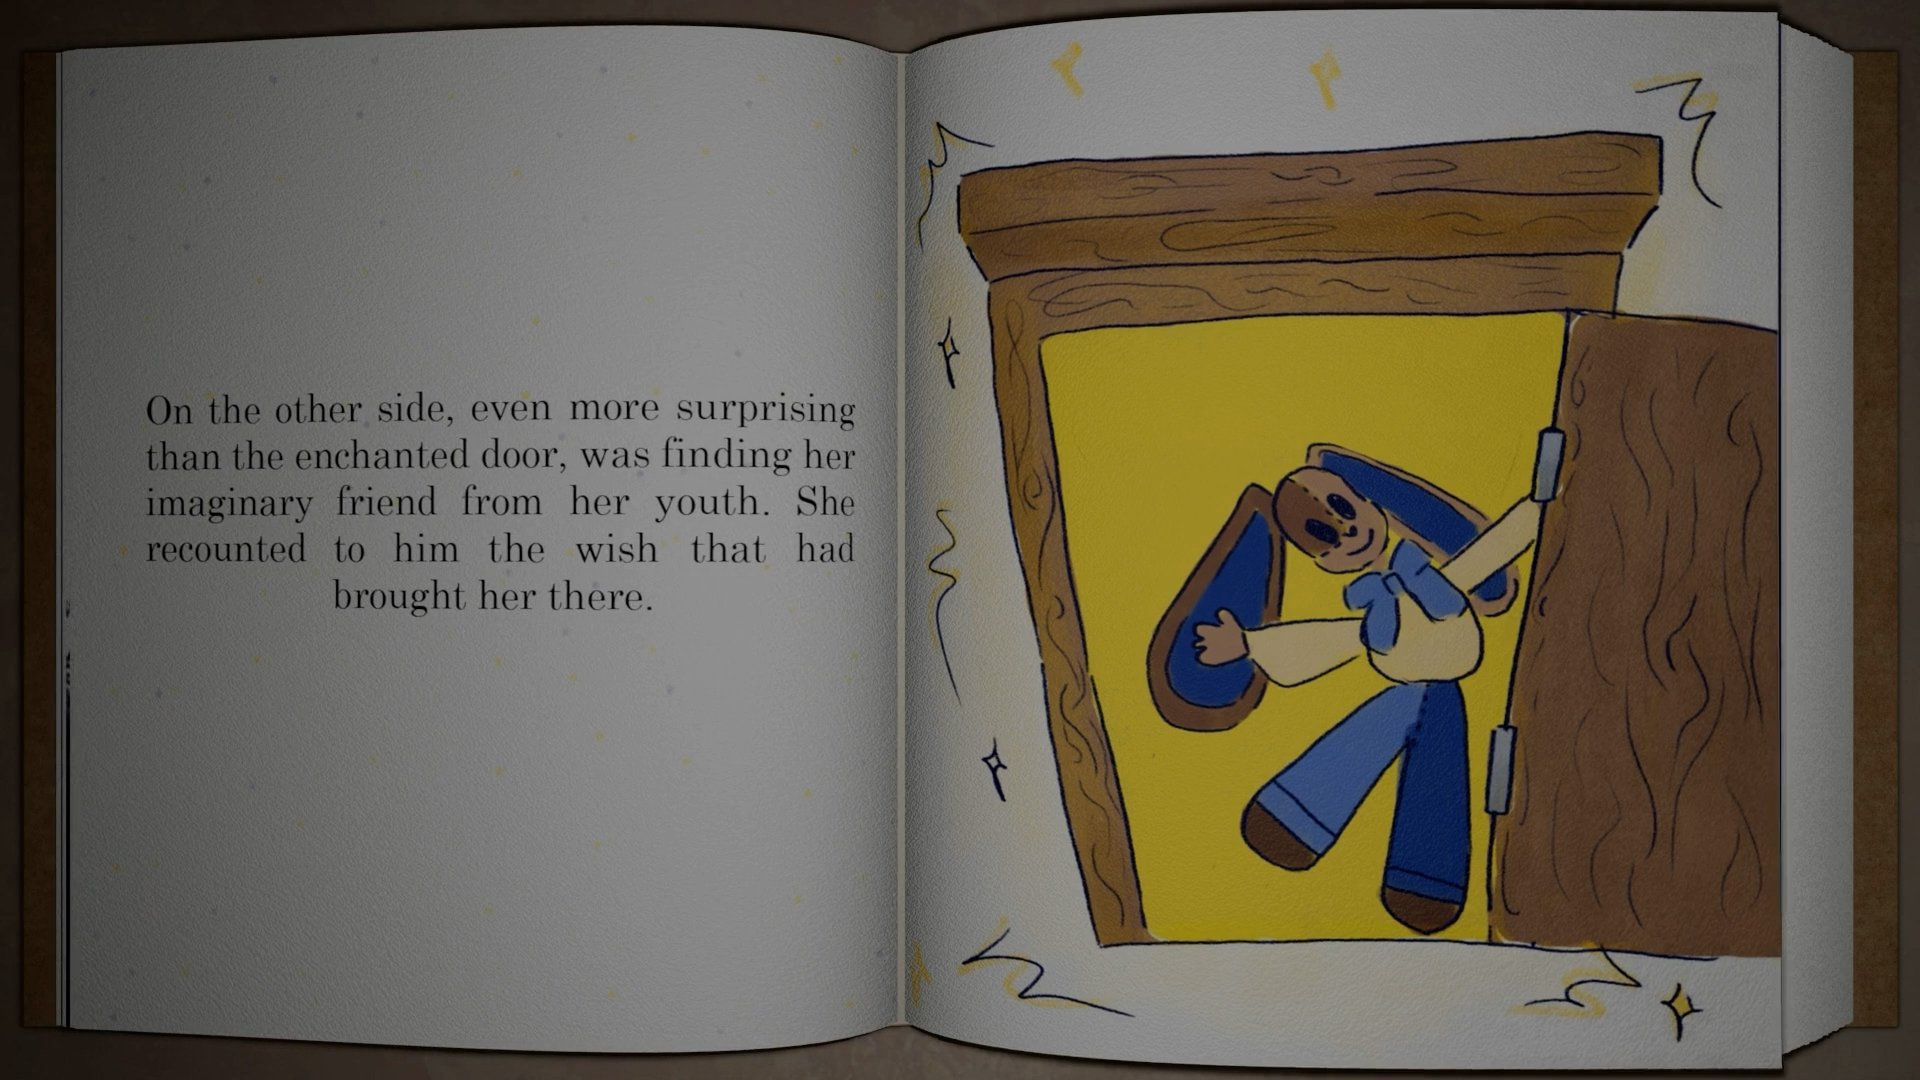 On the other side, even more surprising
than the enchanted door, was finding her
imaginary friend from her youth. She
recounted to him the wish that had
brought her there.